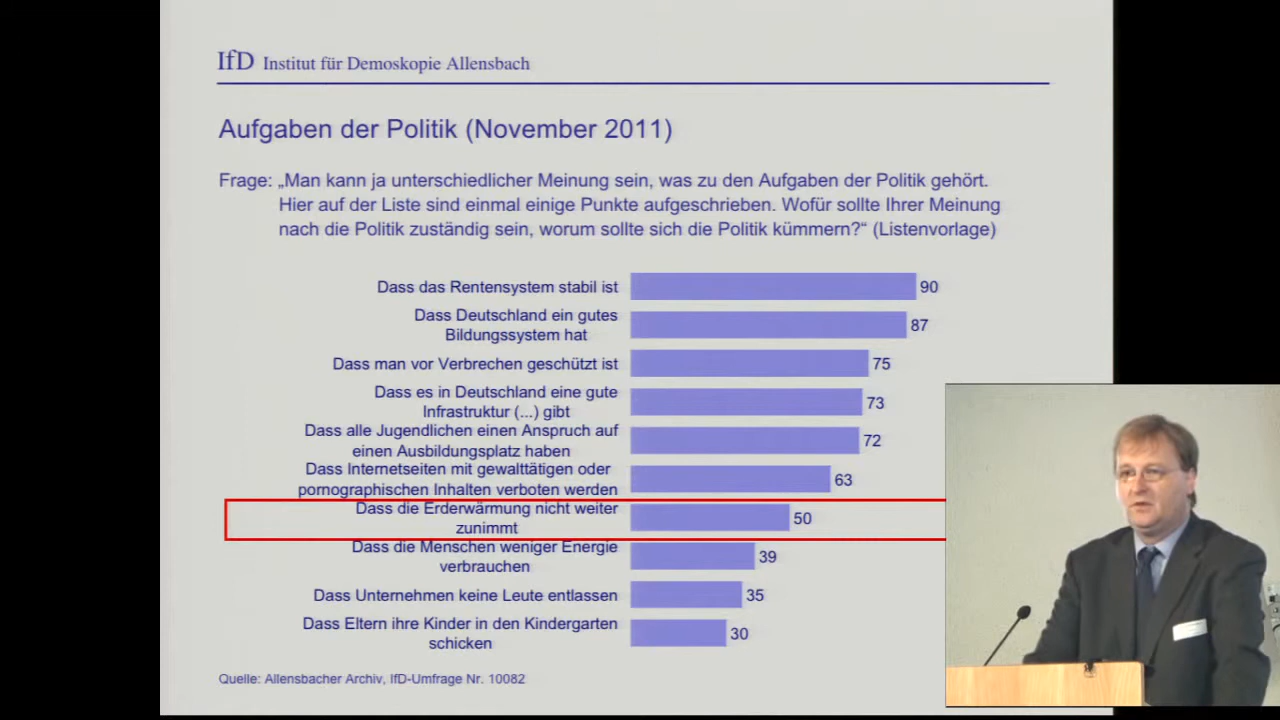 IfD Institut für Demoskopie Allensbach
Aufgaben der Politik (November 2011)
Frage: „Man kann ja unterschiedlicher Meinung sein, was zu den Aufgaben der Politik gehört.
Hier auf der Liste sind einmal einige Punkte aufgeschrieben. Wofür sollte Ihrer Meinung
nach die Politik zuständig sein, worum sollte sich die Politik kümmern?“ (Listenvorlage)
Dass das Rentensystem stabil ist 90
Dass Deutschland ein gutes
Bildungssystem hat 87
Dass man vor Verbrechen geschützt ist 75
Dass es in Deutschland eine gute
Infrastruktur (...) gibt 73
Dass alle Jugendlichen einen Anspruch auf
einen Ausbildungsplatz haben 72
Dass Internetseiten mit gewalttätigen oder
pornographischen Inhalten verboten werden 63
Dass die Erderwärmung nicht weiter
zunimmt 50
Dass die Menschen weniger Energie
verbrauchen 39
Dass Unternehmen keine Leute entlassen 35
Dass Eltern ihre Kinder in den Kindergarten
schicken 30
Quelle: Allensbacher Archiv, IfD-Umfrage Nr. 10082